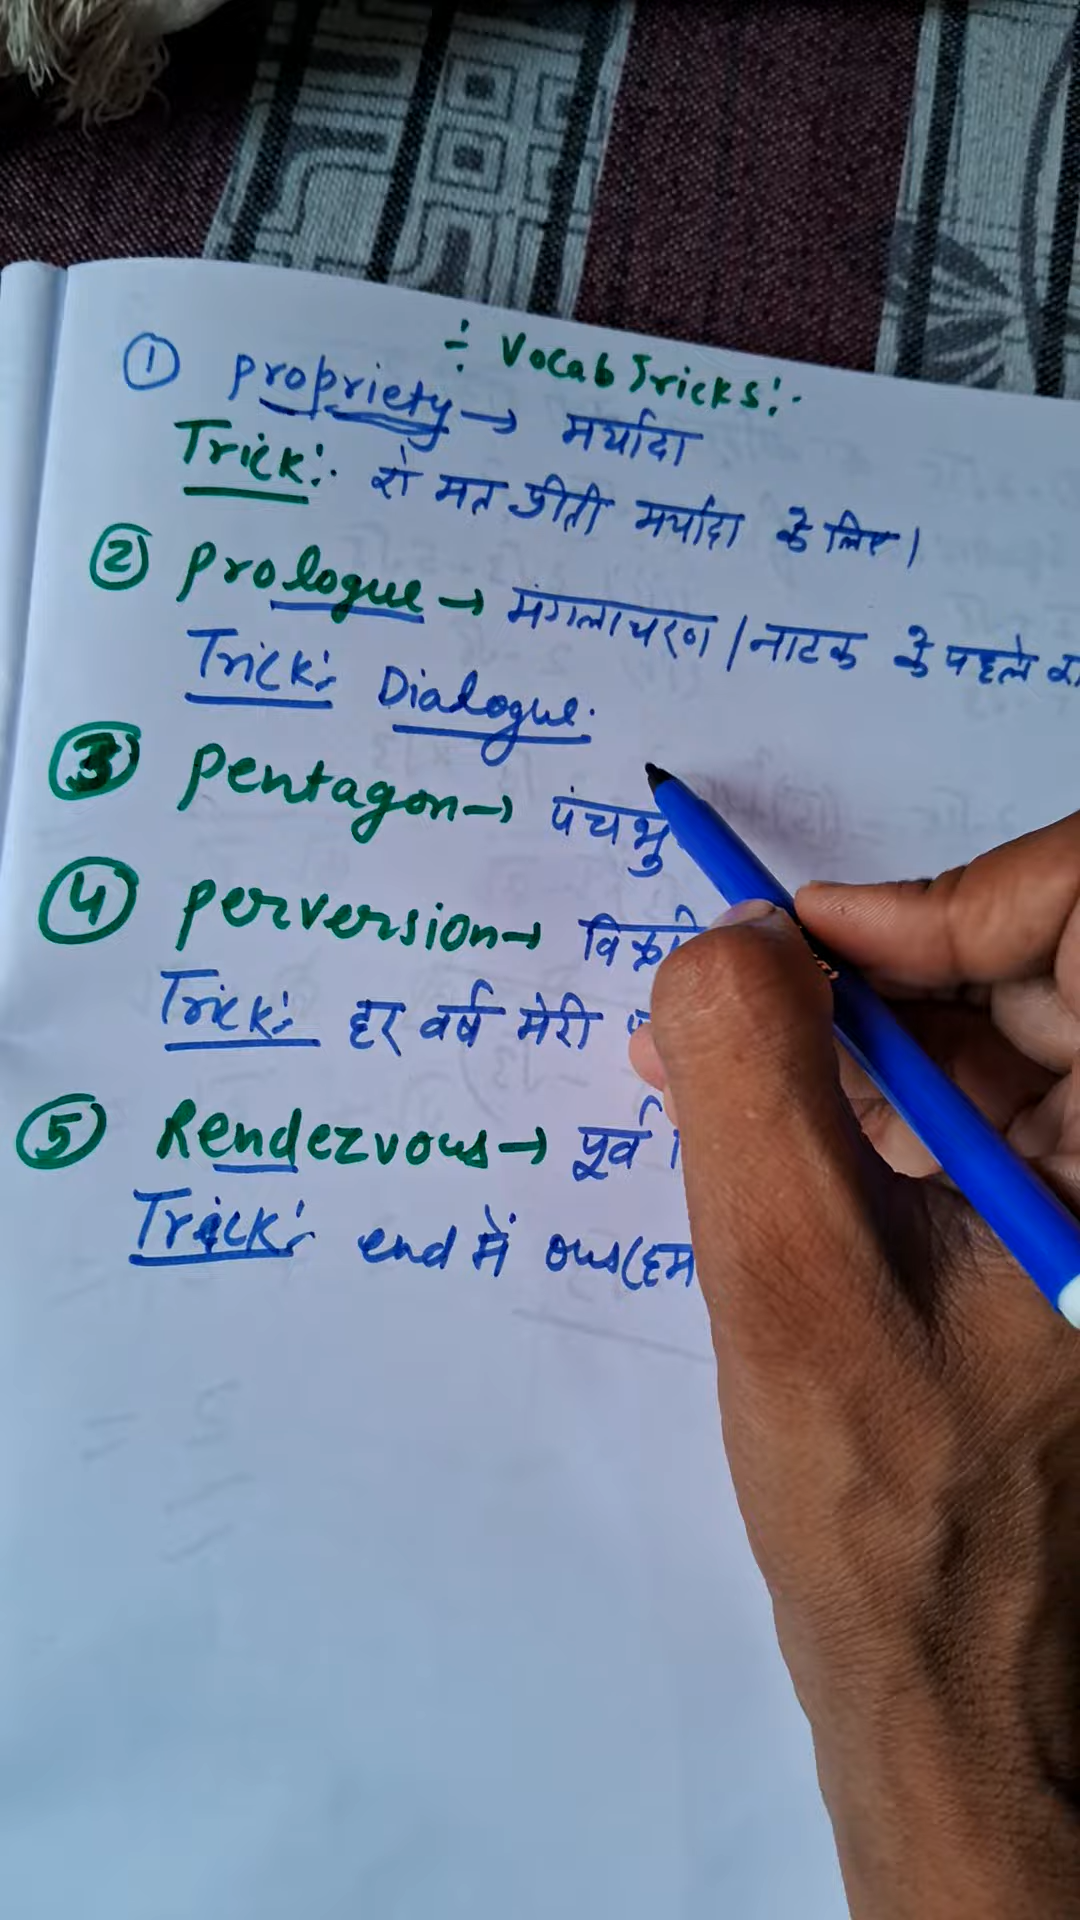 ÷ Vocab Tricks:-
① Propriety → मर्यादा
Trick:- रो मत प्रीती मर्यादा के लिए।
② Prologue → मंगलाचरण / नाटक के पहले
Trick:- Dialogue.
③ Pentagon → पंचभु
④ Perversion →
Trick:- हर वर्ष मेरी
⑤ Rendezvous → पूर्व
Trick:- end में ous(हम